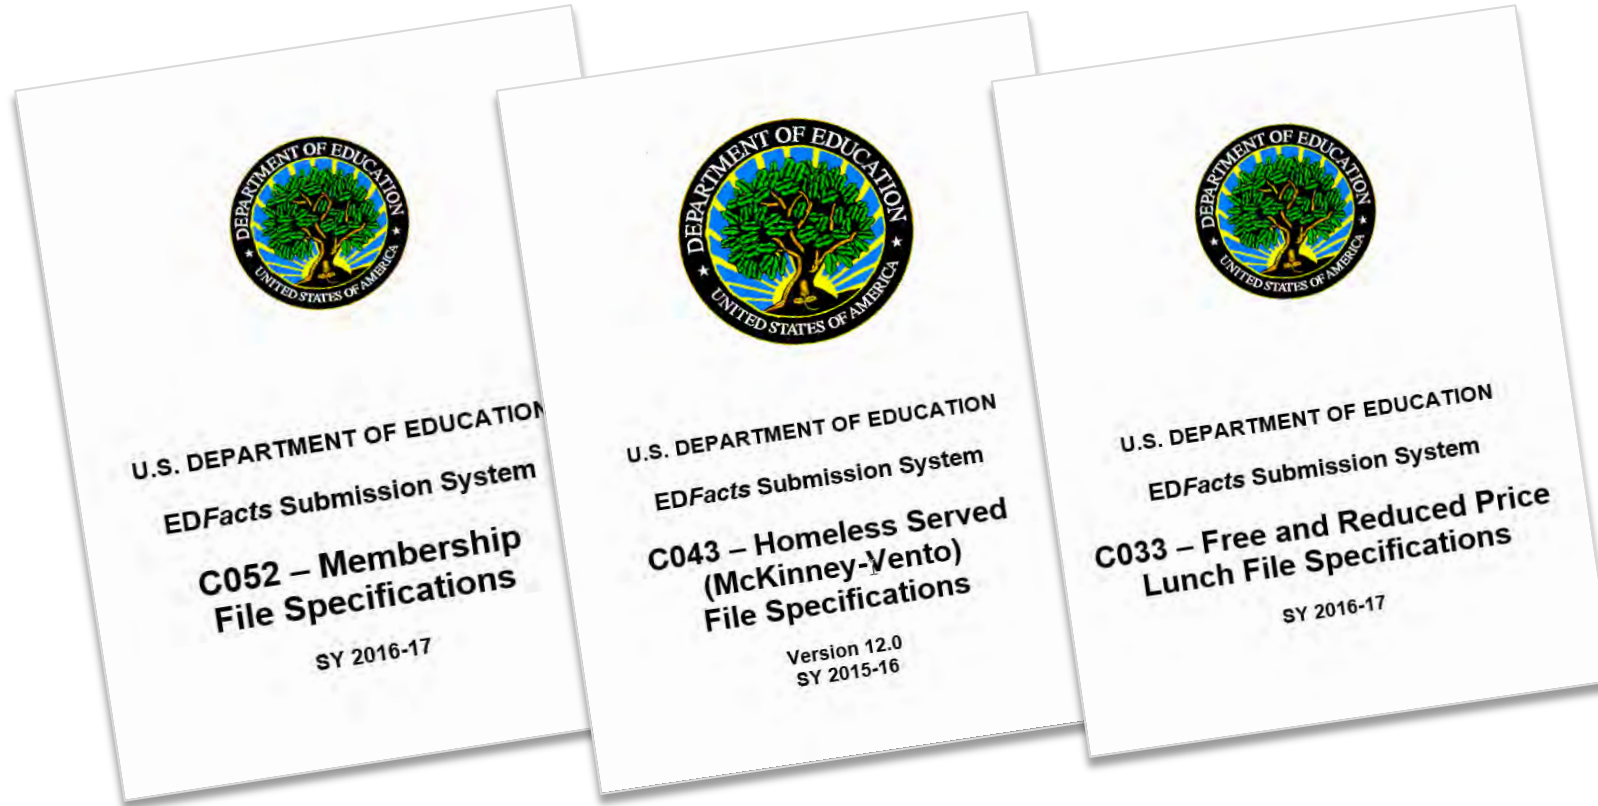 DEPARTMENT OF EDUCATION
UNITED STATES OF AMERICA
U.S. DEPARTMENT OF EDUCATION
EDFacts Submission System
C052 – Membership
File Specifications
SY 2016-17
DEPARTMENT OF EDUCATION
UNITED STATES OF AMERICA
U.S. DEPARTMENT OF EDUCATION
EDFacts Submission System
C043 – Homeless Served
(McKinney-Vento)
File Specifications
Version 12.0
SY 2015-16
DEPARTMENT OF EDUCATION
UNITED STATES OF AMERICA
U.S. DEPARTMENT OF EDUCATION
EDFacts Submission System
C033 – Free and Reduced Price
Lunch File Specifications
SY 2016-17